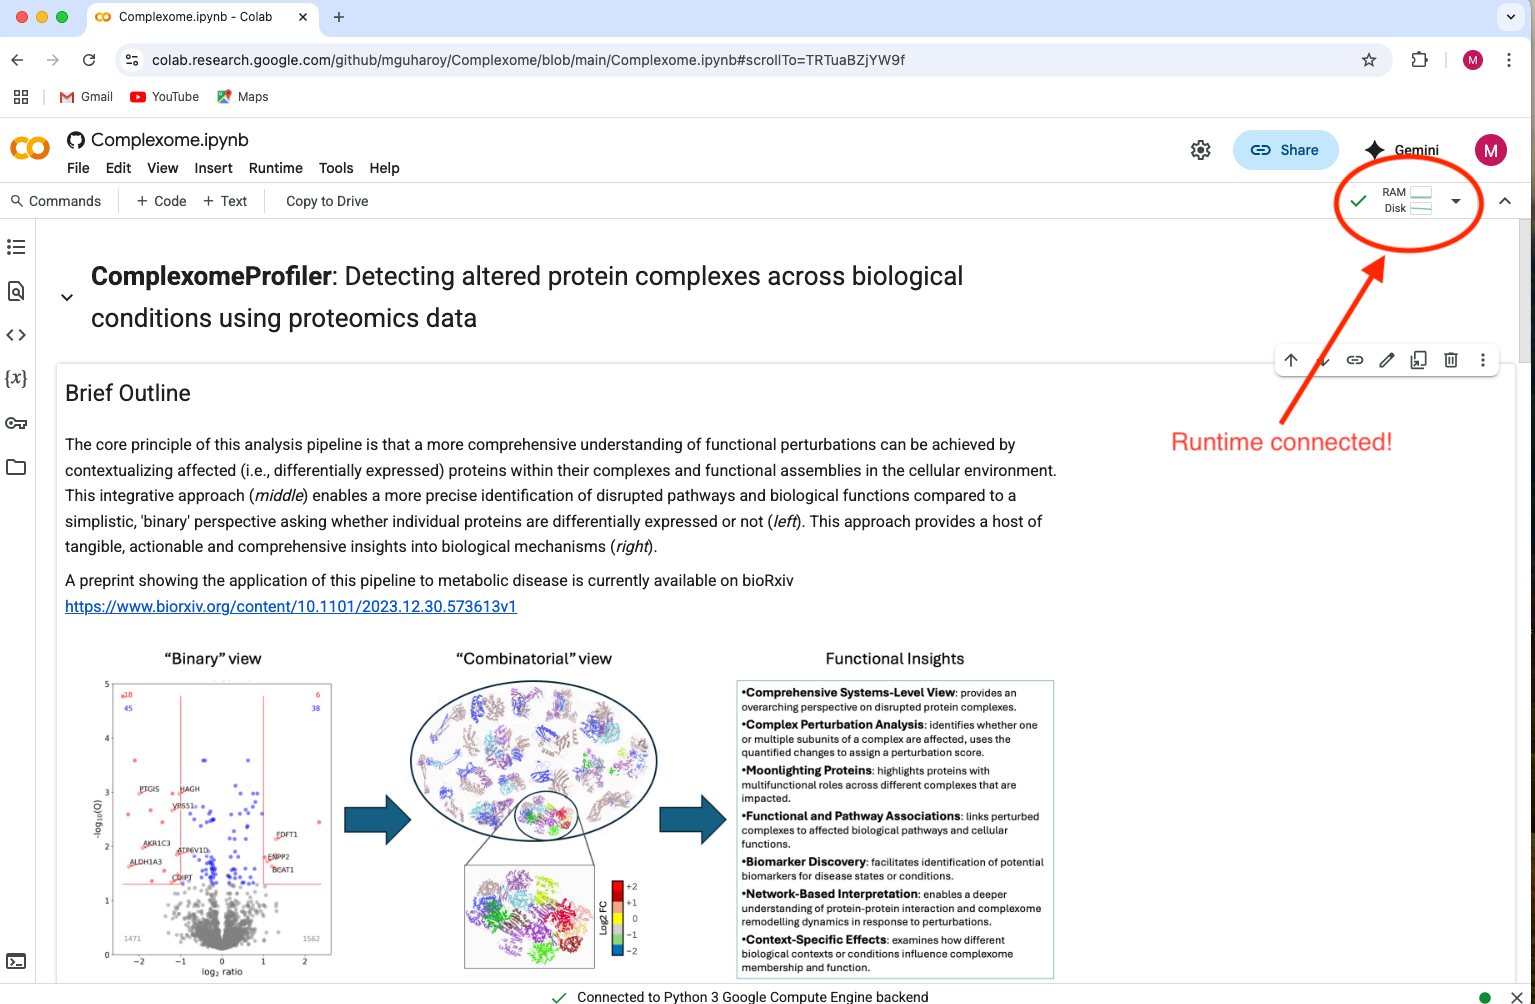 Complexome.ipynb - Colab
colab.research.google.com/github/mguharoy/Complexome/blob/main/Complexome.ipynb#scrollTo=TRTuaBZjYW9f
M
Gmail YouTube Maps
Complexome.ipynb
File Edit View Insert Runtime Tools Help
Share Gemini M
Commands + Code + Text Copy to Drive
RAM
Disk
ComplexomeProfiler: Detecting altered protein complexes across biological
conditions using proteomics data
Runtime connected!
Brief Outline
The core principle of this analysis pipeline is that a more comprehensive understanding of functional perturbations can be achieved by
contextualizing affected (i.e., differentially expressed) proteins within their complexes and functional assemblies in the cellular environment.
This integrative approach (middle) enables a more precise identification of disrupted pathways and biological functions compared to a
simplistic, 'binary' perspective asking whether individual proteins are differentially expressed or not (left). This approach provides a host of
tangible, actionable and comprehensive insights into biological mechanisms (right).
A preprint showing the application of this pipeline to metabolic disease is currently available on bioRxiv
https://www.biorxiv.org/content/10.1101/2023.12.30.573613v1
"Binary" view
5
18 6
45 38
4
3
PTGIS HAGH
VPS51
-log10(Q)
FDFT1
2
AKR1C3
ATP6V1D
ENPP2
ALDH1A3
BCAT1
CDIPT
1
1471 1562
0
−2 −1 0 1 2
log2 ratio
"Combinatorial" view
Log2 FC
+2
+1
0
−1
−2
Functional Insights
•Comprehensive Systems-Level View: provides an
overarching perspective on disrupted protein complexes.
•Complex Perturbation Analysis: identifies whether one
or multiple subunits of a complex are affected, uses the
quantified changes to assign a perturbation score.
•Moonlighting Proteins: highlights proteins with
multifunctional roles across different complexes that are
impacted.
•Functional and Pathway Associations: links perturbed
complexes to affected biological pathways and cellular
functions.
•Biomarker Discovery: facilitates identification of potential
biomarkers for disease states or conditions.
•Network-Based Interpretation: enables a deeper
understanding of protein-protein interaction and complexome
remodelling dynamics in response to perturbations.
•Context-Specific Effects: examines how different
biological contexts or conditions influence complexome
membership and function.
Connected to Python 3 Google Compute Engine backend